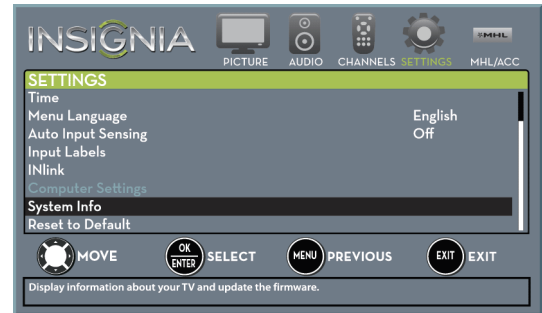 INSIGNIA
PICTURE AUDIO CHANNELS SETTINGS MHL MHL/ACC
SETTINGS
Time
Menu Language English
Auto Input Sensing Off
Input Labels
INlink
Computer Settings
System Info
Reset to Default
MOVE OK ENTER SELECT MENU PREVIOUS EXIT EXIT
Display information about your TV and update the firmware.